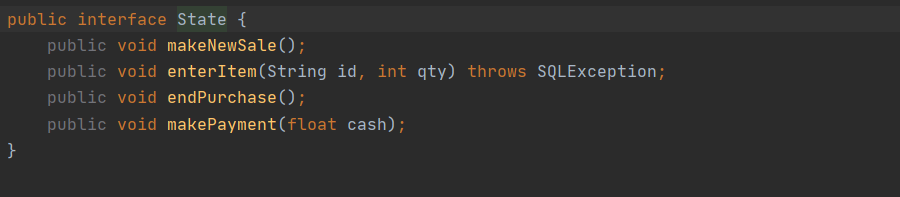 public interface State {
    public void makeNewSale();
    public void enterItem(String id, int qty) throws SQLException;
    public void endPurchase();
    public void makePayment(float cash);
}